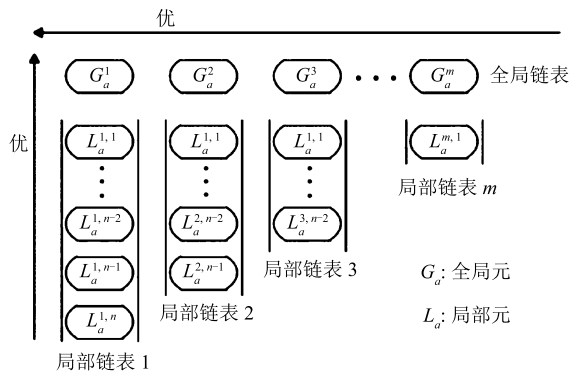 优
优
G_a^1 G_a^2 G_a^3 ••• G_a^m 全局链表
L_a^{1,1} L_a^{1,1} L_a^{1,1} L_a^{m,1}
局部链表 m
L_a^{1,n-2} L_a^{2,n-2} L_a^{3,n-2}
L_a^{1,n-1} L_a^{2,n-1}
局部链表 3
G_a: 全局元
L_a^{1,n}
局部链表 2
L_a: 局部元
局部链表 1